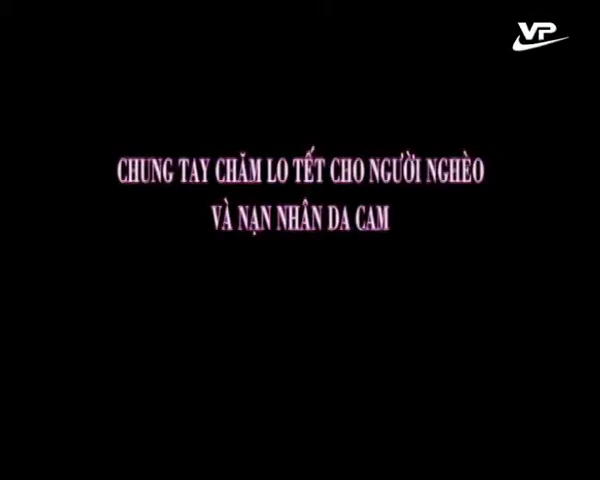 VP
CHUNG TAY CHĂM LO TẾT CHO NGƯỜI NGHÈO
VÀ NẠN NHÂN DA CAM